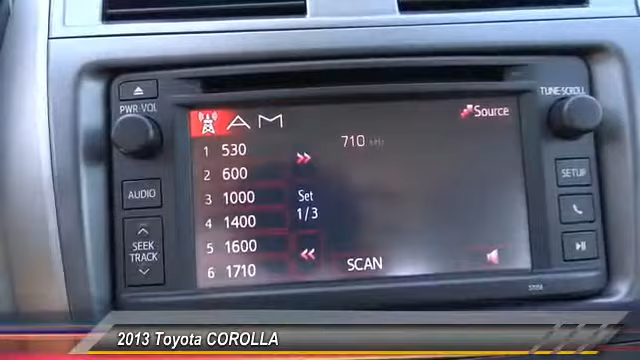 PWR·VOL
TUNE·SCROLL
AM
Source
1 530
710
2 600
SETUP
AUDIO
3 1000
Set
1/3
4 1400
SEEK
TRACK
5 1600
6 1710
SCAN
2013 Toyota COROLLA